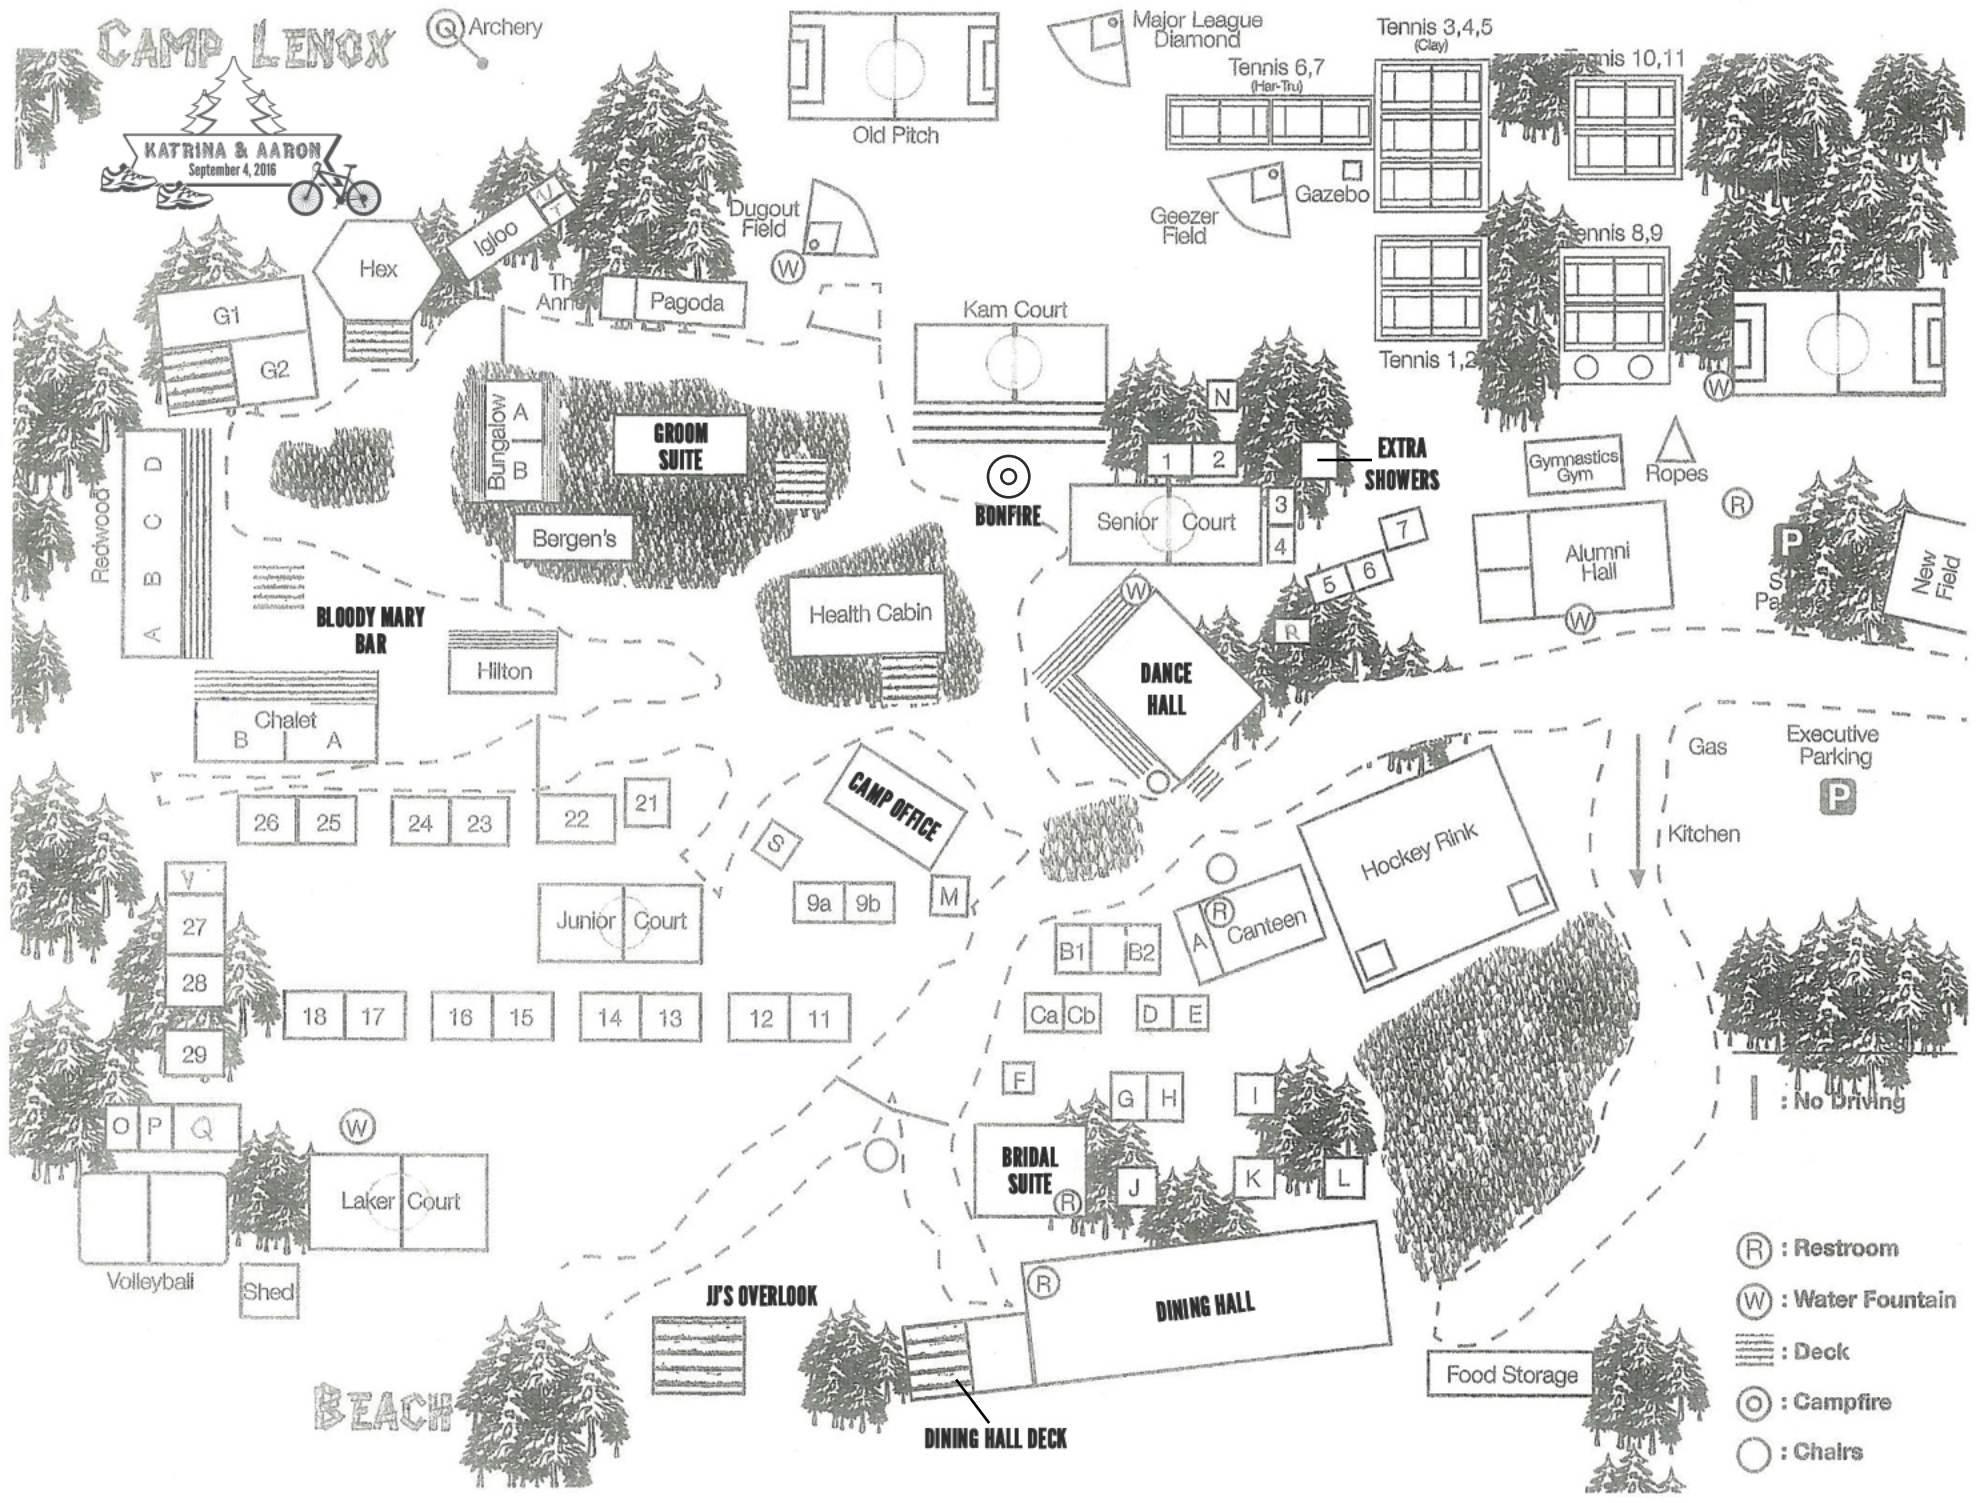 CAMP LENOX
KATRINA & AARON
September 4, 2016
Archery
Old Pitch
Major League
Diamond
Tennis 6,7
(Har-Tru)
Tennis 3,4,5
(Clay)
10,11
Gazebo
Geezer
Field
Dugout
Field
W
Igloo
Hex
G1
G2
Pagoda
Kam Court
Tennis 1,2
8,9
W
N
1
2
3
4
5
6
7
Senior Court
EXTRA
SHOWERS
Gymnastics
Gym
Ropes
R
Alumni
Hall
W
P
New
Field
Redwood
A B C D
Bungalow
A
B
GROOM
SUITE
Bergen's
BONFIRE
Health Cabin
BLOODY MARY
BAR
Hilton
Chalet
B
A
W
DANCE
HALL
R
Gas
Kitchen
Executive
Parking
P
26
25
24
23
22
21
S
CAMP OFFICE
9a
9b
M
Junior Court
V
27
28
29
18
17
16
15
14
13
12
11
Hockey Rink
R
A
Canteen
B1
B2
Ca
Cb
D
E
F
G
H
I
J
K
L
BRIDAL
SUITE
R
O
P
Q
W
Laker Court
Volleyball
Shed
JJ'S OVERLOOK
R
DINING HALL
DINING HALL DECK
BEACH
Food Storage
: No Driving
R : Restroom
W : Water Fountain
: Deck
: Campfire
: Chairs